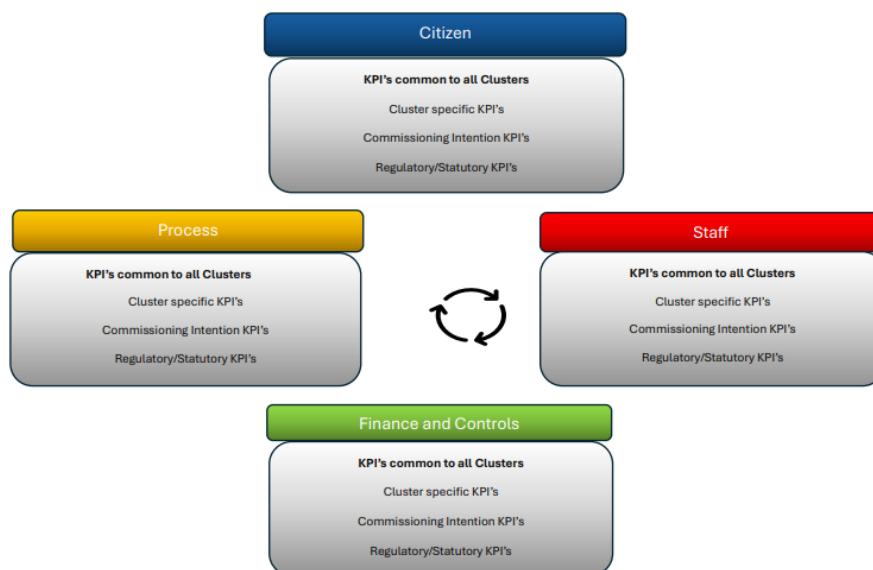 Citizen
KPI's common to all Clusters
Cluster specific KPI's
Commissioning Intention KPI's
Regulatory/Statutory KPI's
Process
KPI's common to all Clusters
Cluster specific KPI's
Commissioning Intention KPI's
Regulatory/Statutory KPI's
Staff
KPI's common to all Clusters
Cluster specific KPI's
Commissioning Intention KPI's
Regulatory/Statutory KPI's
Finance and Controls
KPI's common to all Clusters
Cluster specific KPI's
Commissioning Intention KPI's
Regulatory/Statutory KPI's